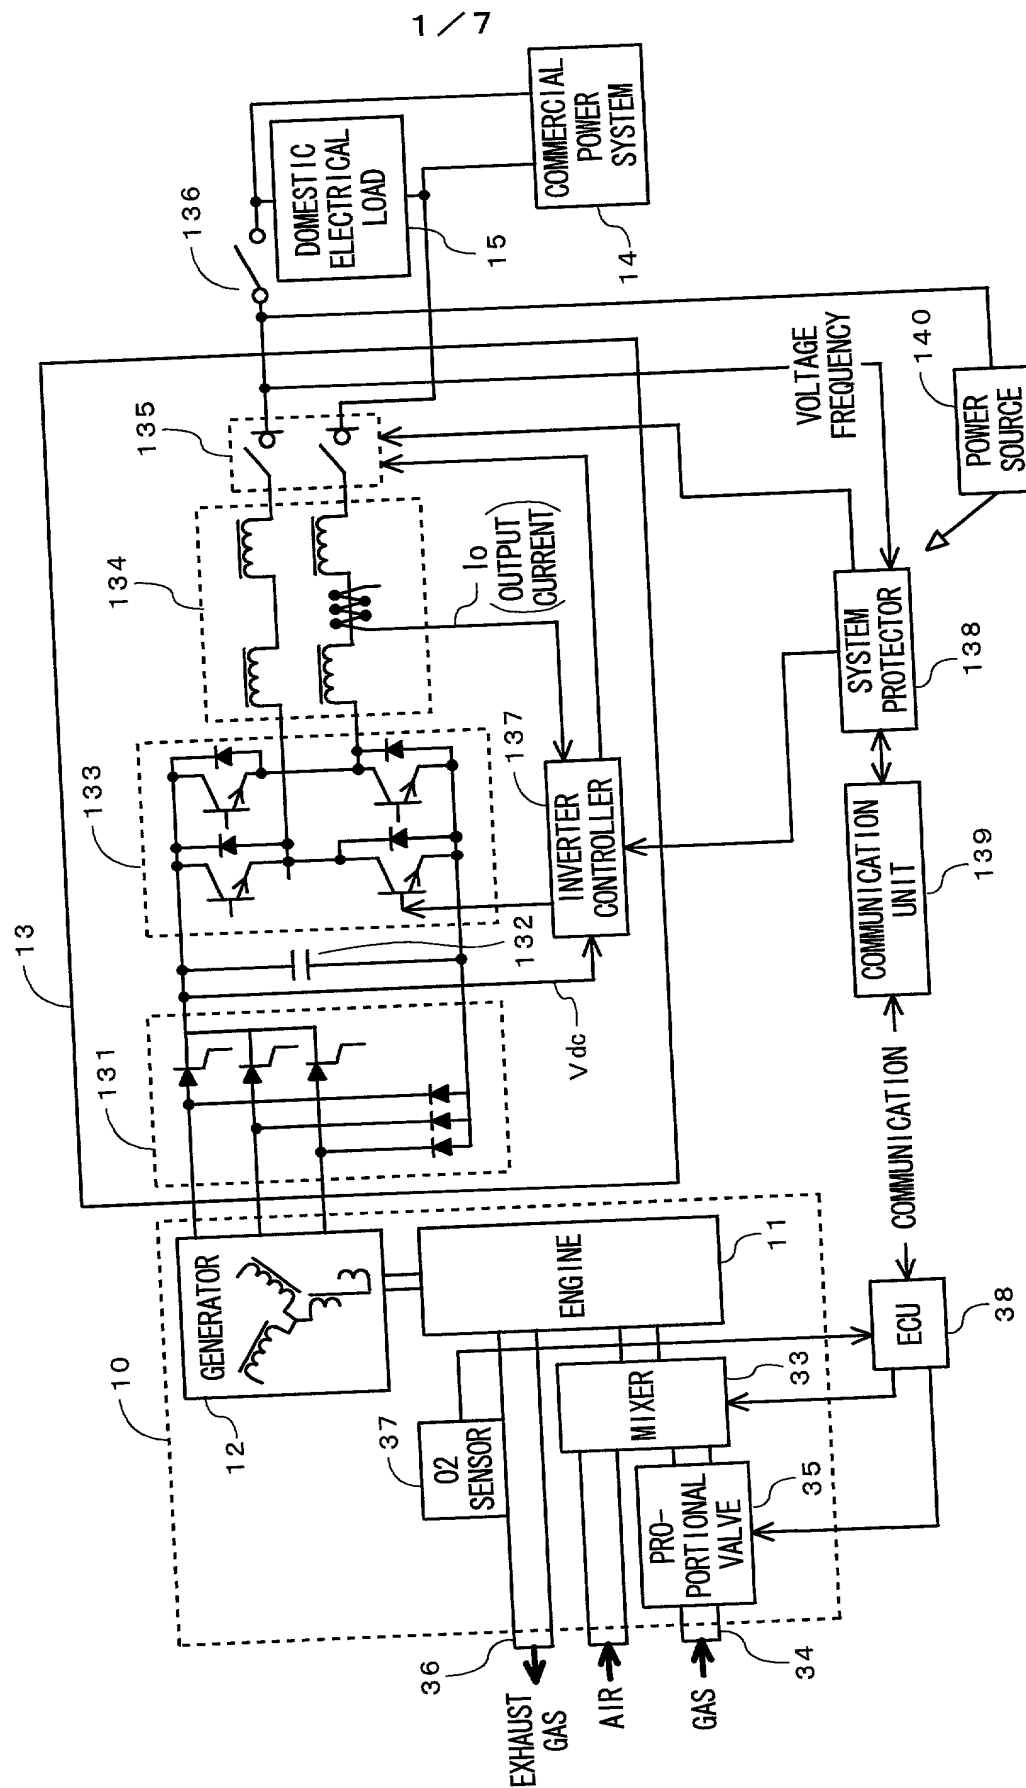 1/7
COMMERCIAL
POWER
SYSTEM
14
DOMESTIC
ELECTRICAL
LOAD
15
136
VOLTAGE
FREQUENCY
140
POWER
SOURCE
135
134
Io
(OUTPUT
CURRENT)
133
137
INVERTER
CONTROLLER
SYSTEM
PROTECTOR
138
COMMUNICATION
UNIT
139
13
132
131
Vdc
COMMUNICATION
10
GENERATOR
12
ENGINE
11
ECU
38
37
O2
SENSOR
MIXER
33
PRO-
PORTIONAL
VALVE
35
36
34
EXHAUST
GAS
AIR
GAS